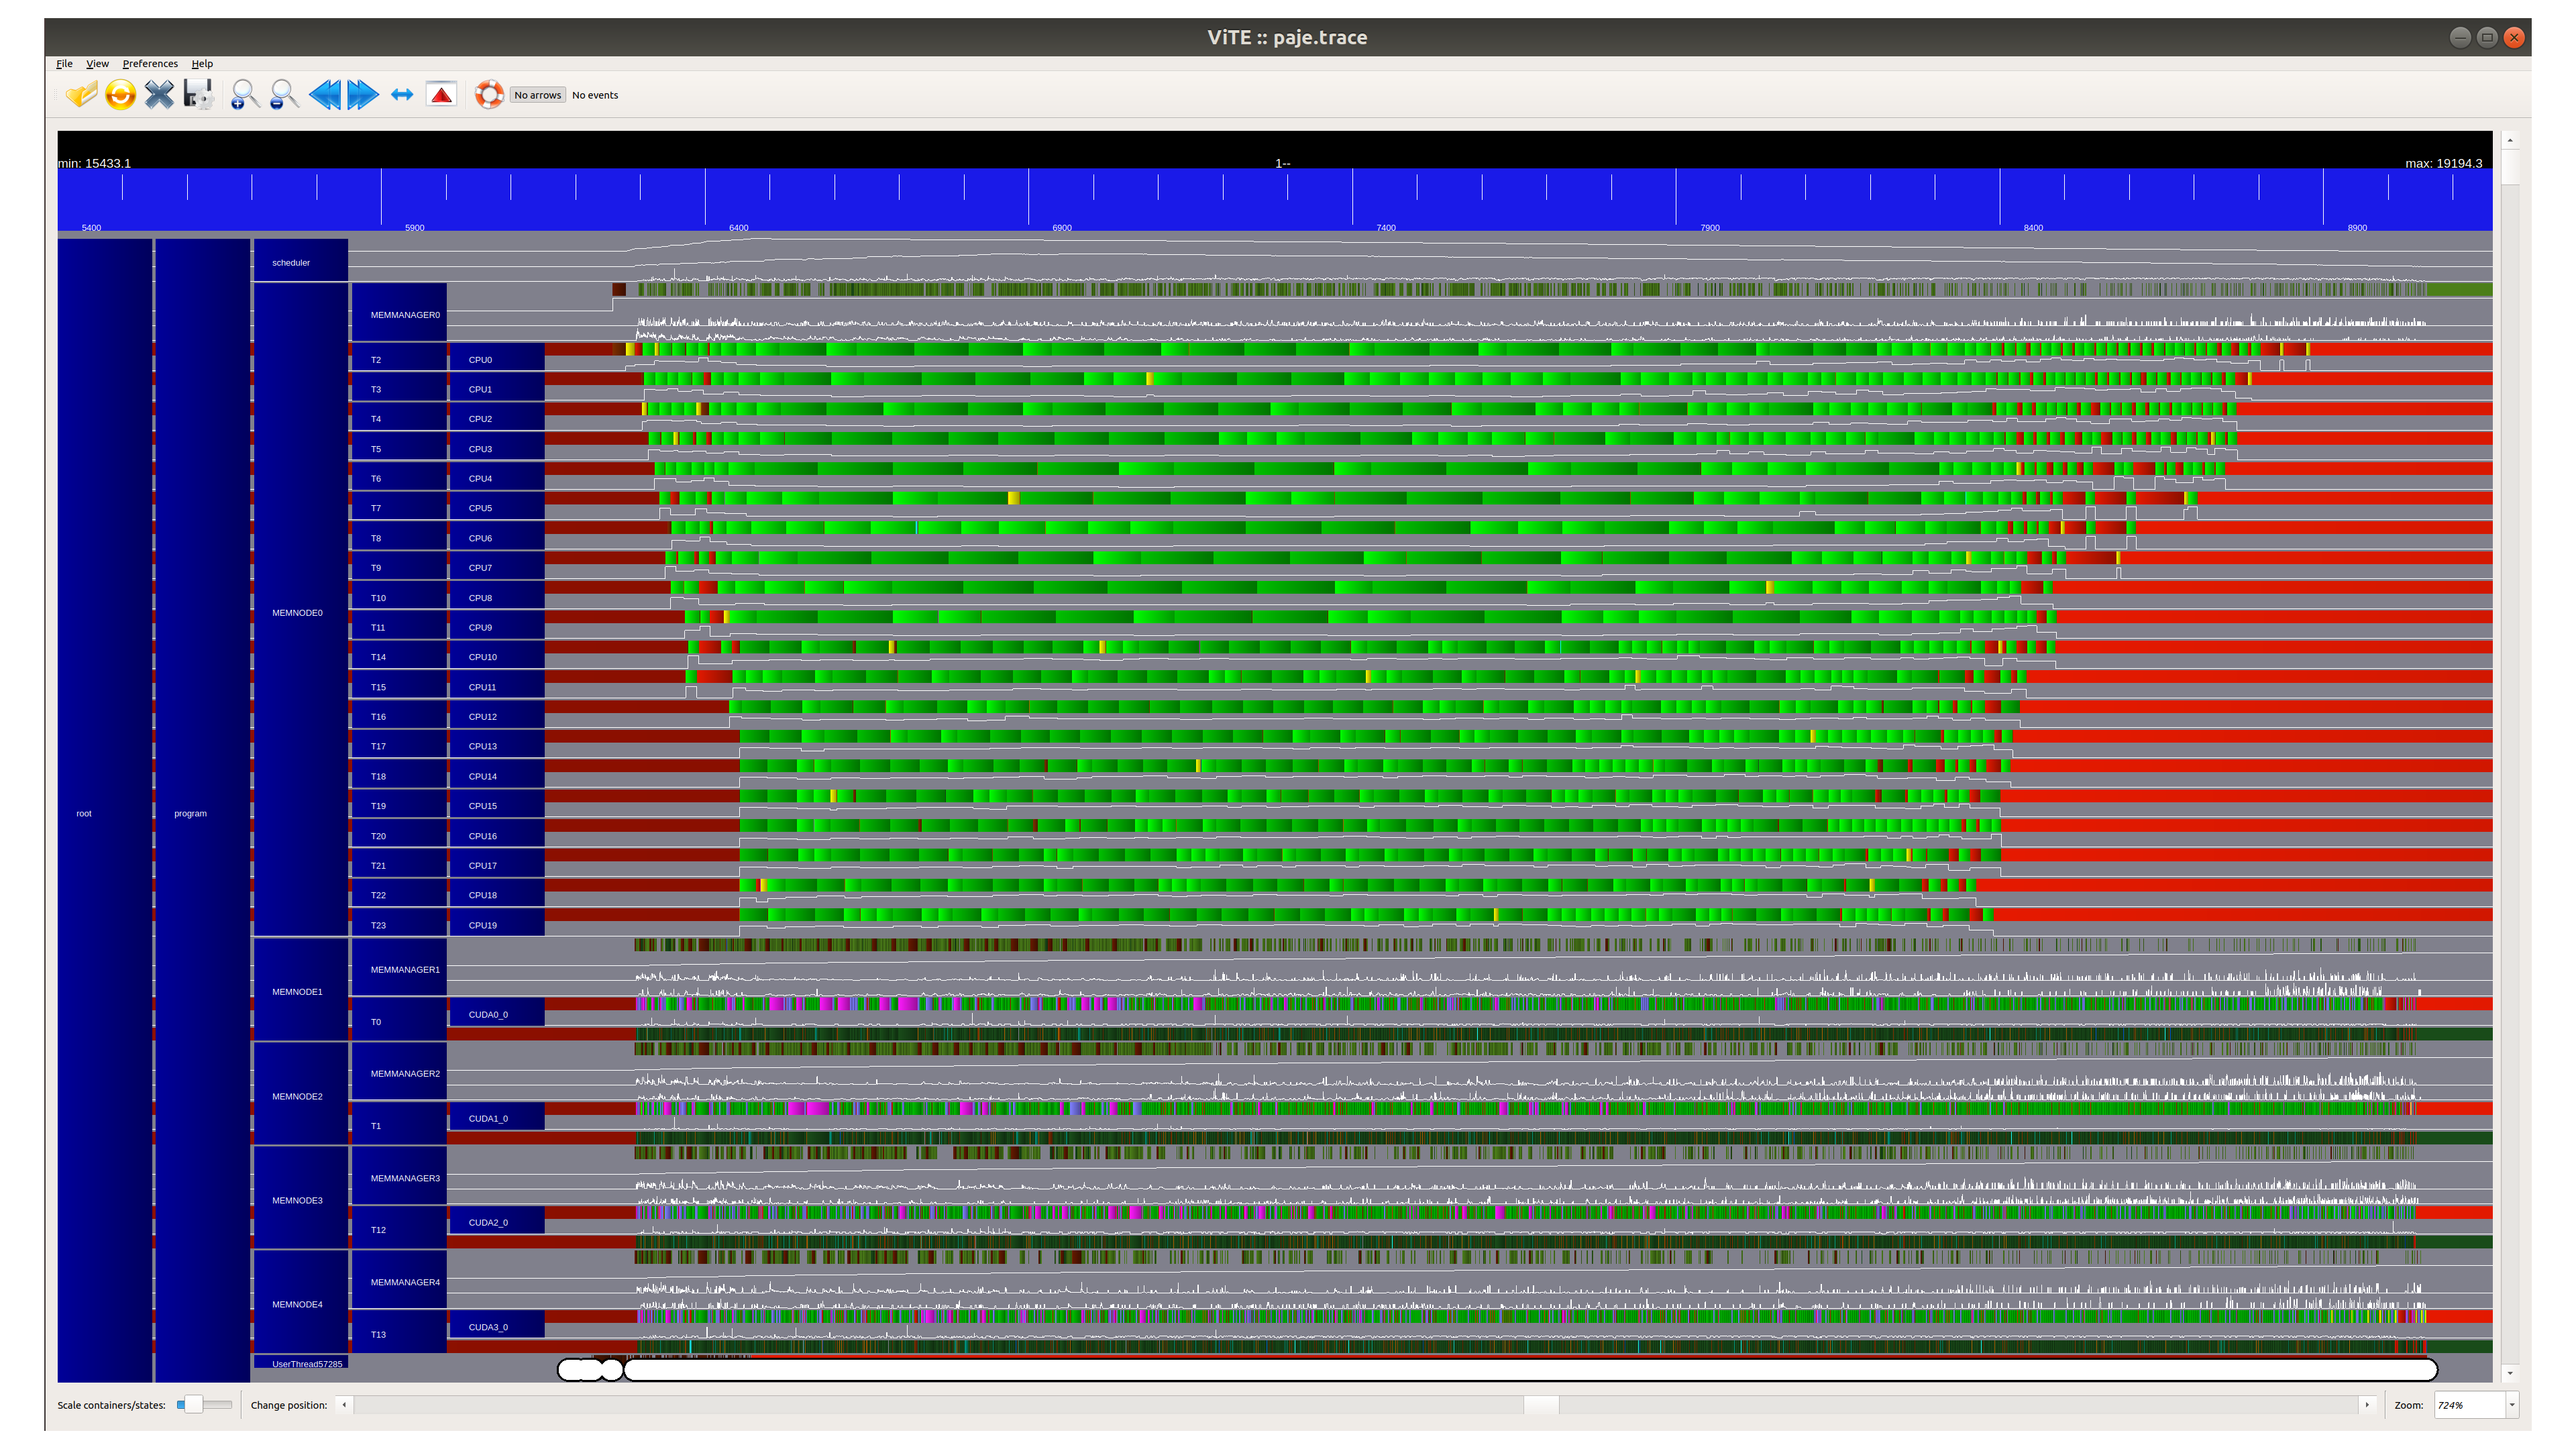 ViTE :: paje.trace
File View Preferences Help
No arrows No events
min: 15433.1 1-- max: 19194.3
5400 5900 6400 6900 7400 7900 8400 8900
scheduler
MEMMANAGER0
T2 CPU0
T3 CPU1
T4 CPU2
T5 CPU3
T6 CPU4
T7 CPU5
T8 CPU6
T9 CPU7
T10 CPU8
MEMNODE0
T11 CPU9
T14 CPU10
T15 CPU11
T16 CPU12
T17 CPU13
T18 CPU14
T19 CPU15
root program
T20 CPU16
T21 CPU17
T22 CPU18
T23 CPU19
MEMMANAGER1
MEMNODE1
CUDA0_0
T0
MEMMANAGER2
MEMNODE2
CUDA1_0
T1
MEMMANAGER3
MEMNODE3
CUDA2_0
T12
MEMMANAGER4
MEMNODE4
CUDA3_0
T13
UserThread57285
Scale containers/states: Change position: Zoom: 724%